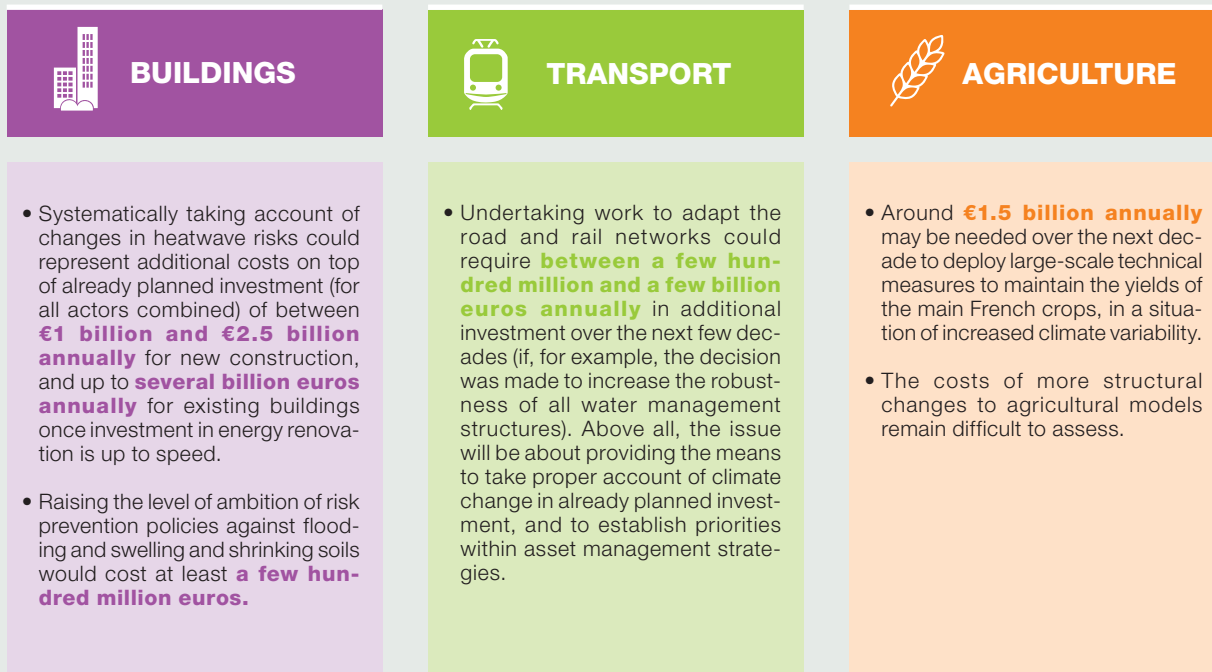 BUILDINGS
• Systematically taking account of
changes in heatwave risks could
represent additional costs on top
of already planned investment (for
all actors combined) of between
€1 billion and €2.5 billion
annually for new construction,
and up to several billion euros
annually for existing buildings
once investment in energy renova-
tion is up to speed.
• Raising the level of ambition of risk
prevention policies against flood-
ing and swelling and shrinking soils
would cost at least a few hun-
dred million euros.
TRANSPORT
• Undertaking work to adapt the
road and rail networks could
require between a few hun-
dred million and a few billion
euros annually in additional
investment over the next few dec-
ades (if, for example, the decision
was made to increase the robust-
ness of all water management
structures). Above all, the issue
will be about providing the means
to take proper account of climate
change in already planned invest-
ment, and to establish priorities
within asset management strate-
gies.
AGRICULTURE
• Around €1.5 billion annually
may be needed over the next dec-
ade to deploy large-scale technical
measures to maintain the yields of
the main French crops, in a situa-
tion of increased climate variability.
• The costs of more structural
changes to agricultural models
remain difficult to assess.